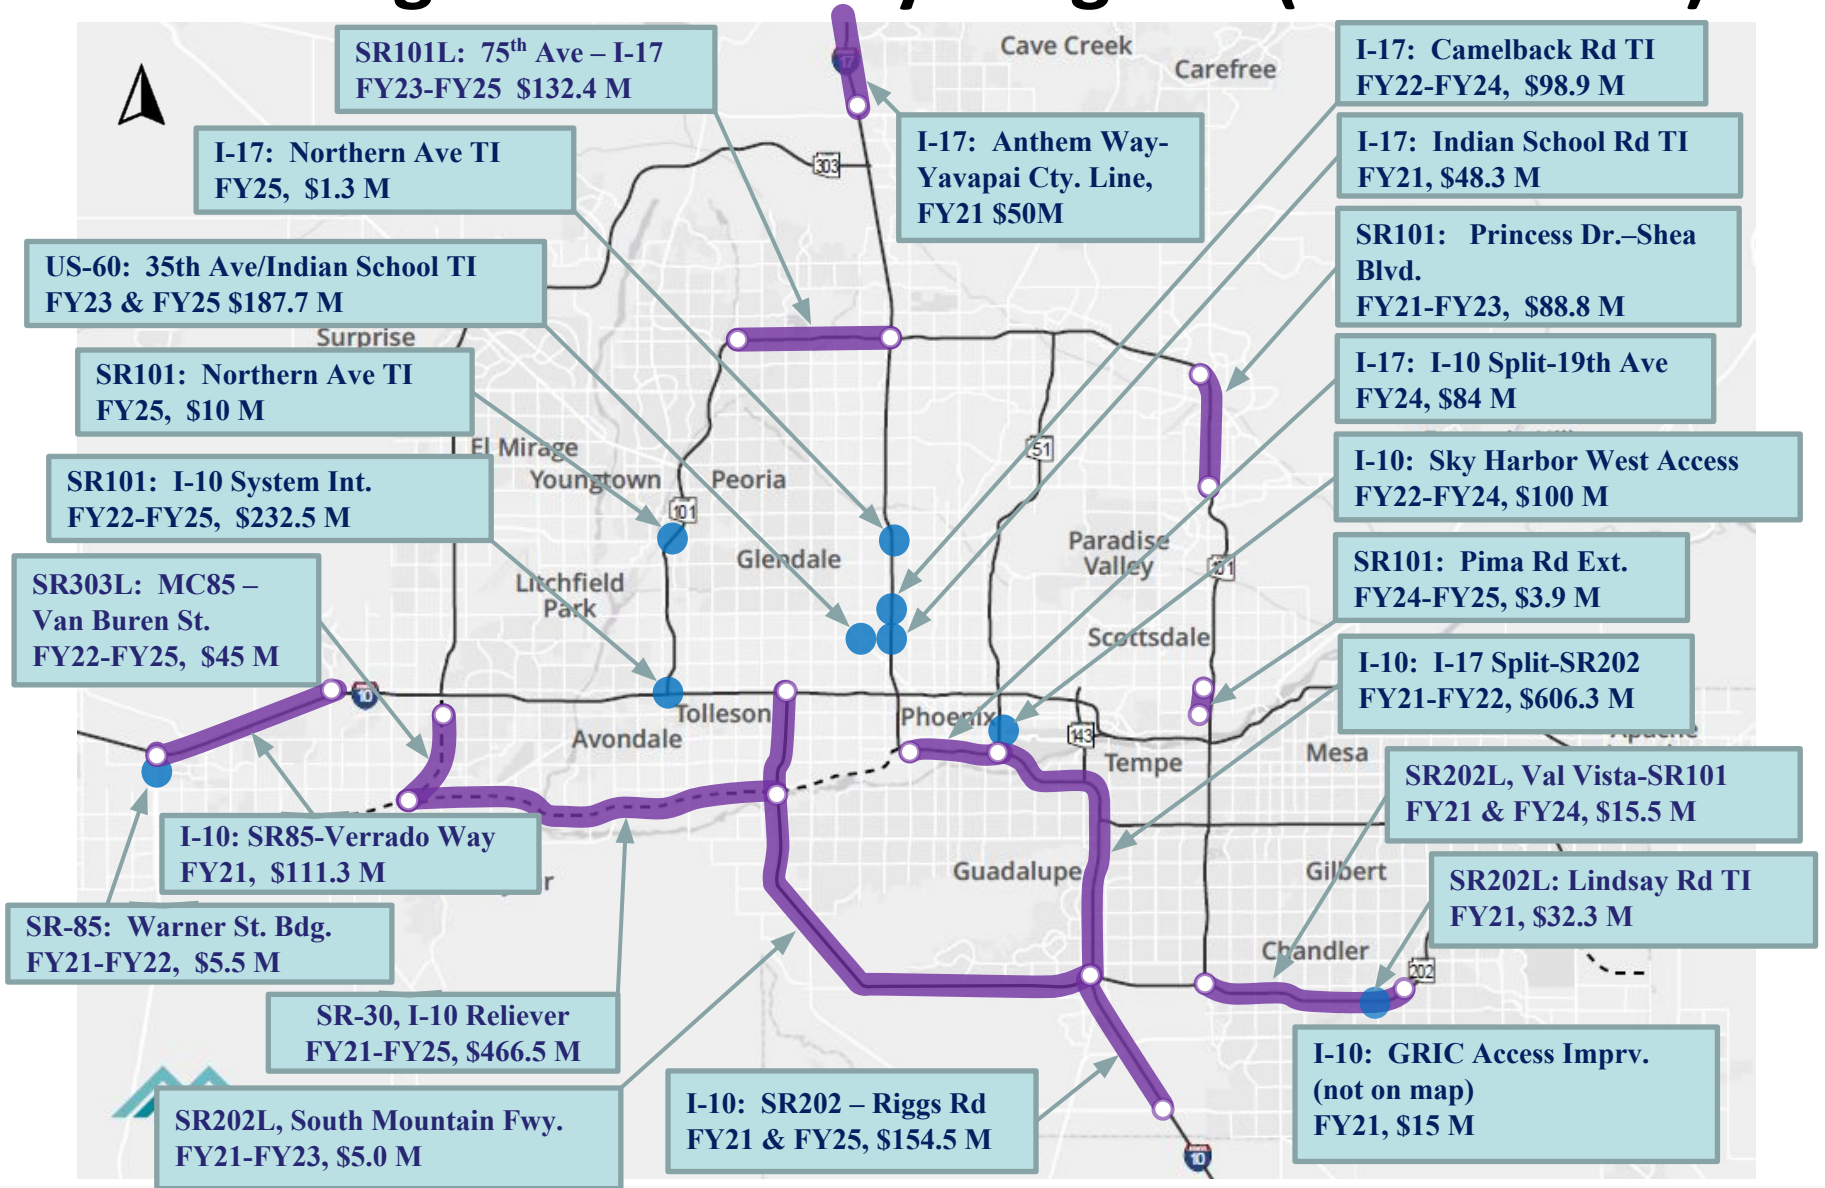 SR101L: 75th Ave – I-17
FY23-FY25 $132.4 M
I-17: Northern Ave TI
FY25, $1.3 M
US-60: 35th Ave/Indian School TI
FY23 & FY25 $187.7 M
SR101: Northern Ave TI
FY25, $10 M
SR101: I-10 System Int.
FY22-FY25, $232.5 M
SR303L: MC85 –
Van Buren St.
FY22-FY25, $45 M
I-10: SR85-Verrado Way
FY21, $111.3 M
SR-85: Warner St. Bdg.
FY21-FY22, $5.5 M
SR-30, I-10 Reliever
FY21-FY25, $466.5 M
SR202L, South Mountain Fwy.
FY21-FY23, $5.0 M
I-10: SR202 – Riggs Rd
FY21 & FY25, $154.5 M
I-17: Anthem Way-
Yavapai Cty. Line,
FY21 $50M
I-17: Camelback Rd TI
FY22-FY24, $98.9 M
I-17: Indian School Rd TI
FY21, $48.3 M
SR101: Princess Dr.–Shea
Blvd.
FY21-FY23, $88.8 M
I-17: I-10 Split-19th Ave
FY24, $84 M
I-10: Sky Harbor West Access
FY22-FY24, $100 M
SR101: Pima Rd Ext.
FY24-FY25, $3.9 M
I-10: I-17 Split-SR202
FY21-FY22, $606.3 M
SR202L, Val Vista-SR101
FY21 & FY24, $15.5 M
SR202L: Lindsay Rd TI
FY21, $32.3 M
I-10: GRIC Access Imprv.
(not on map)
FY21, $15 M
Cave Creek
Carefree
17
303
Surprise
El Mirage
Youngtown
Peoria
51
101
Glendale
Paradise
Valley
101
Litchfield
Park
Scottsdale
10
Tolleson
Phoenix
Avondale
143
Tempe
Mesa
Guadalupe
Gilbert
Chandler
202
10